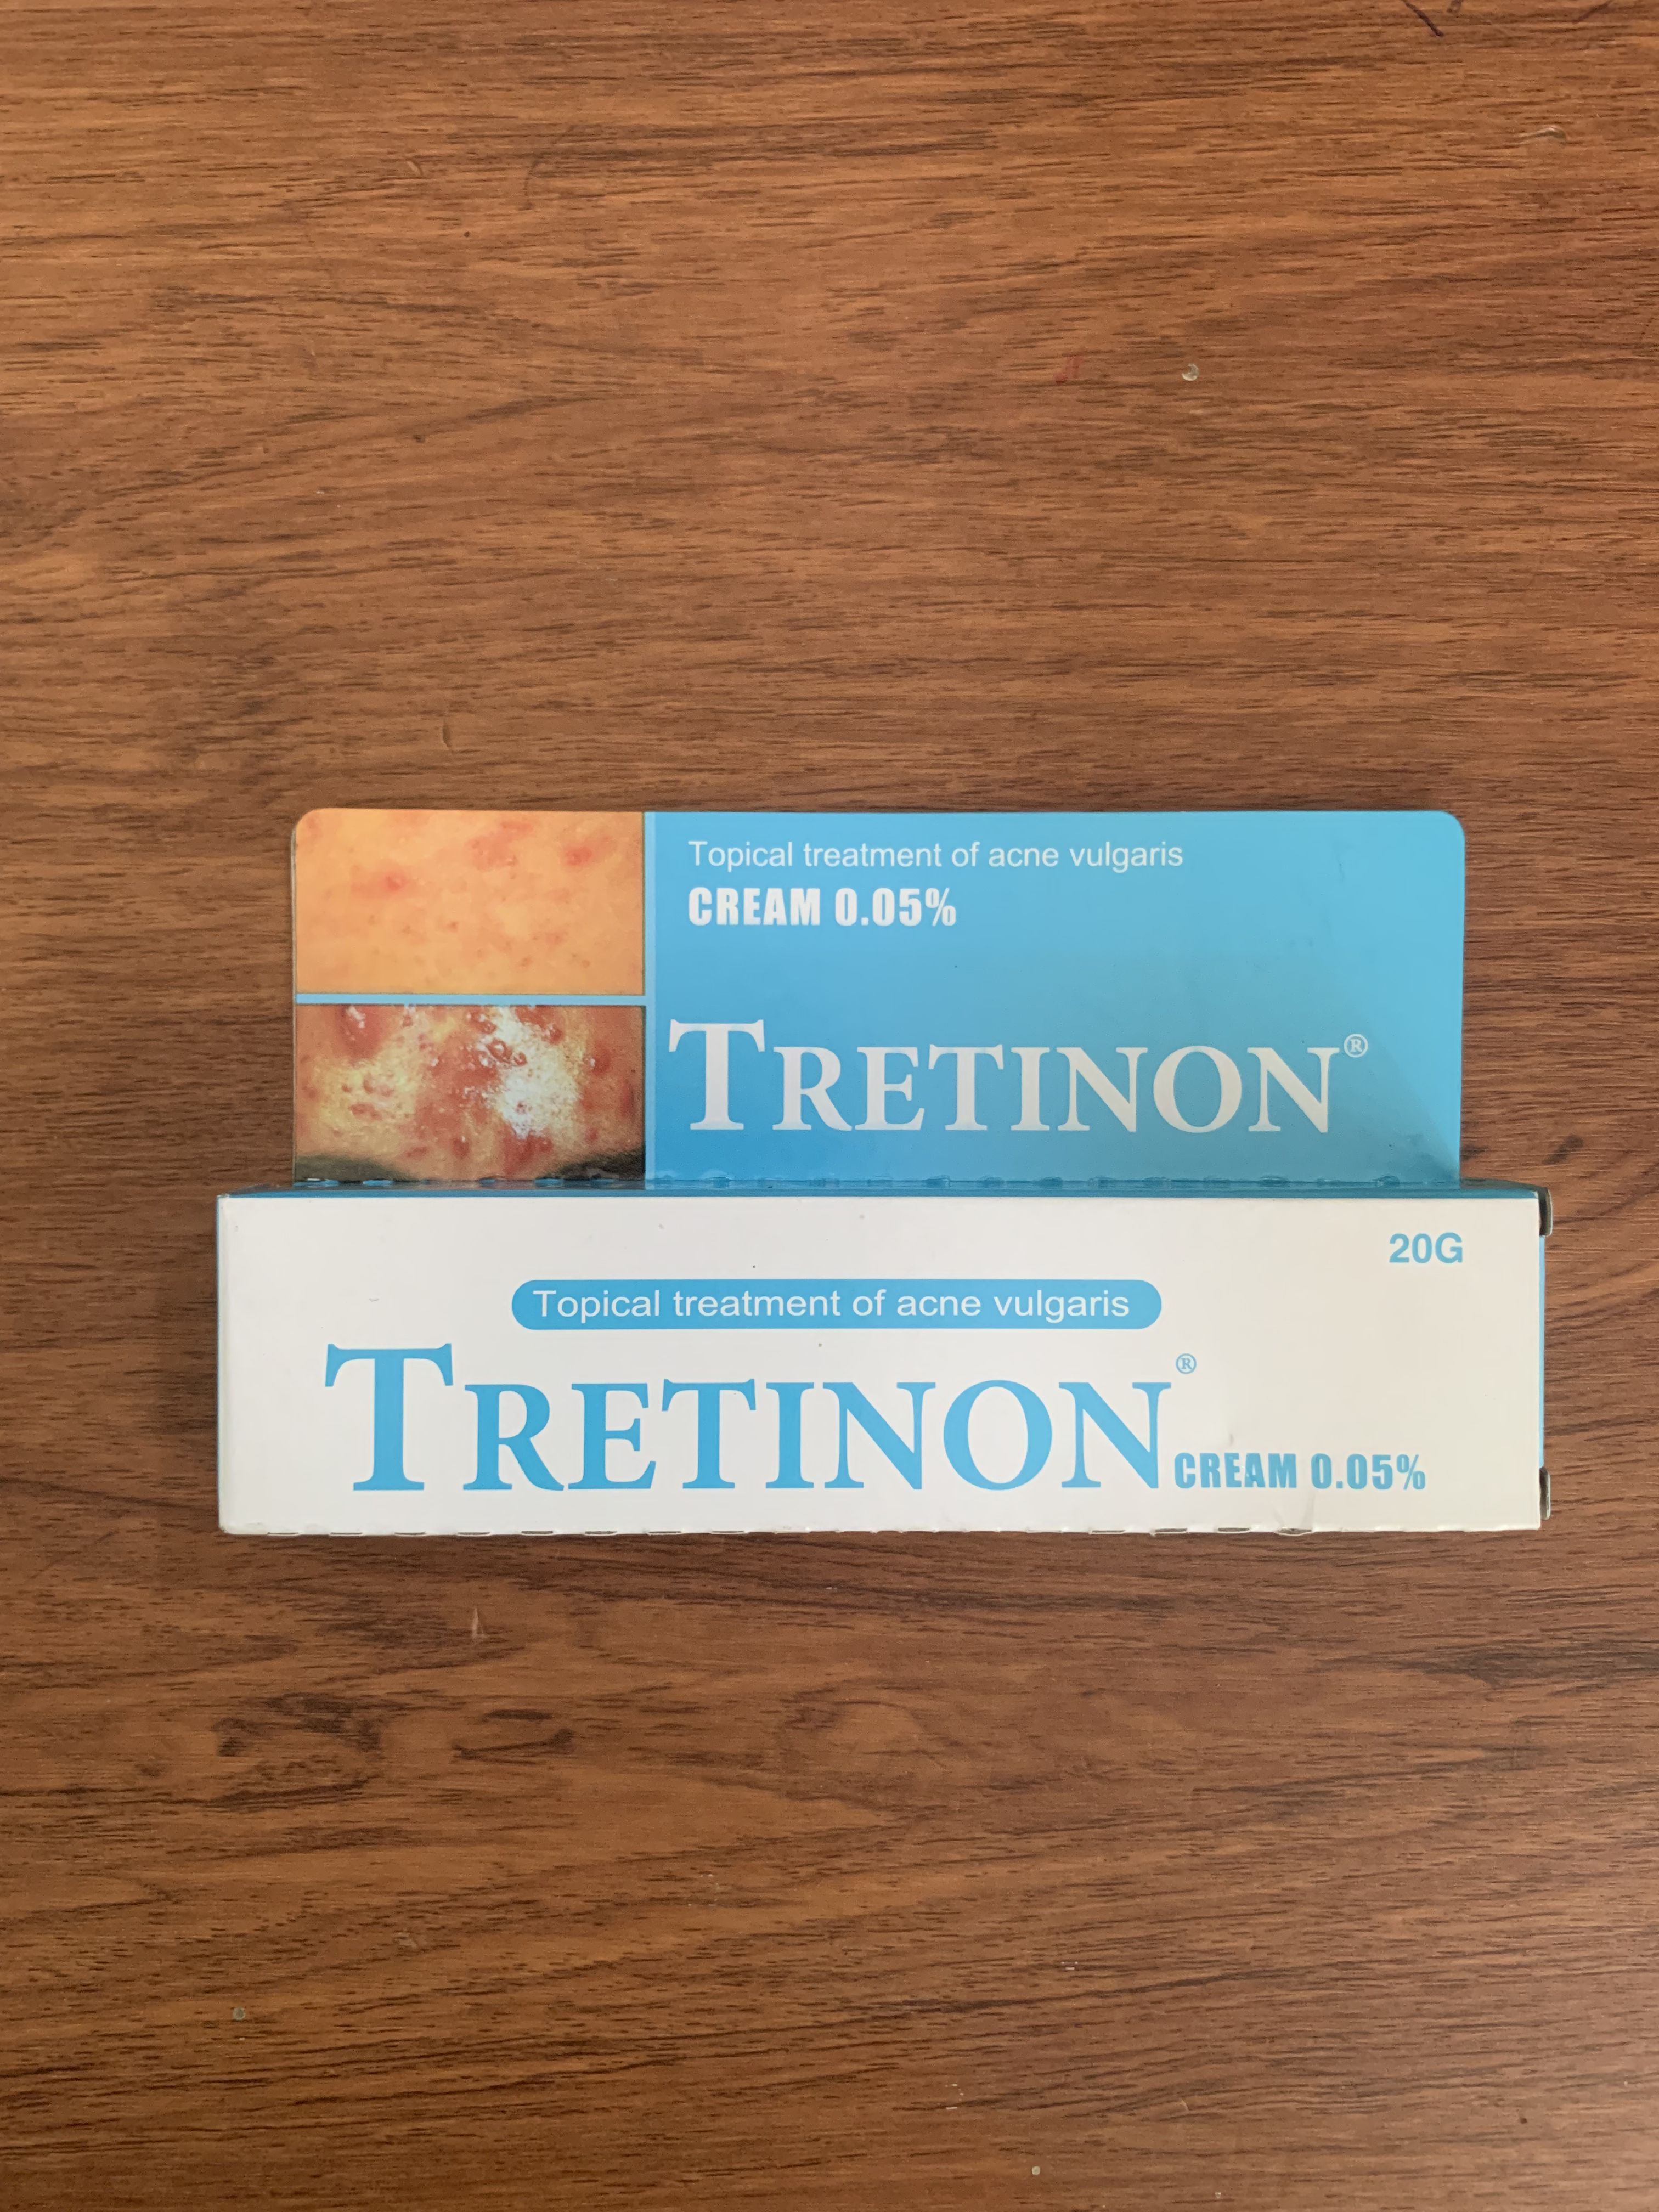 Topical treatment of acne vulgaris
CREAM 0.05%
TRETINON®
20G
Topical treatment of acne vulgaris
TRETINON® CREAM 0.05%